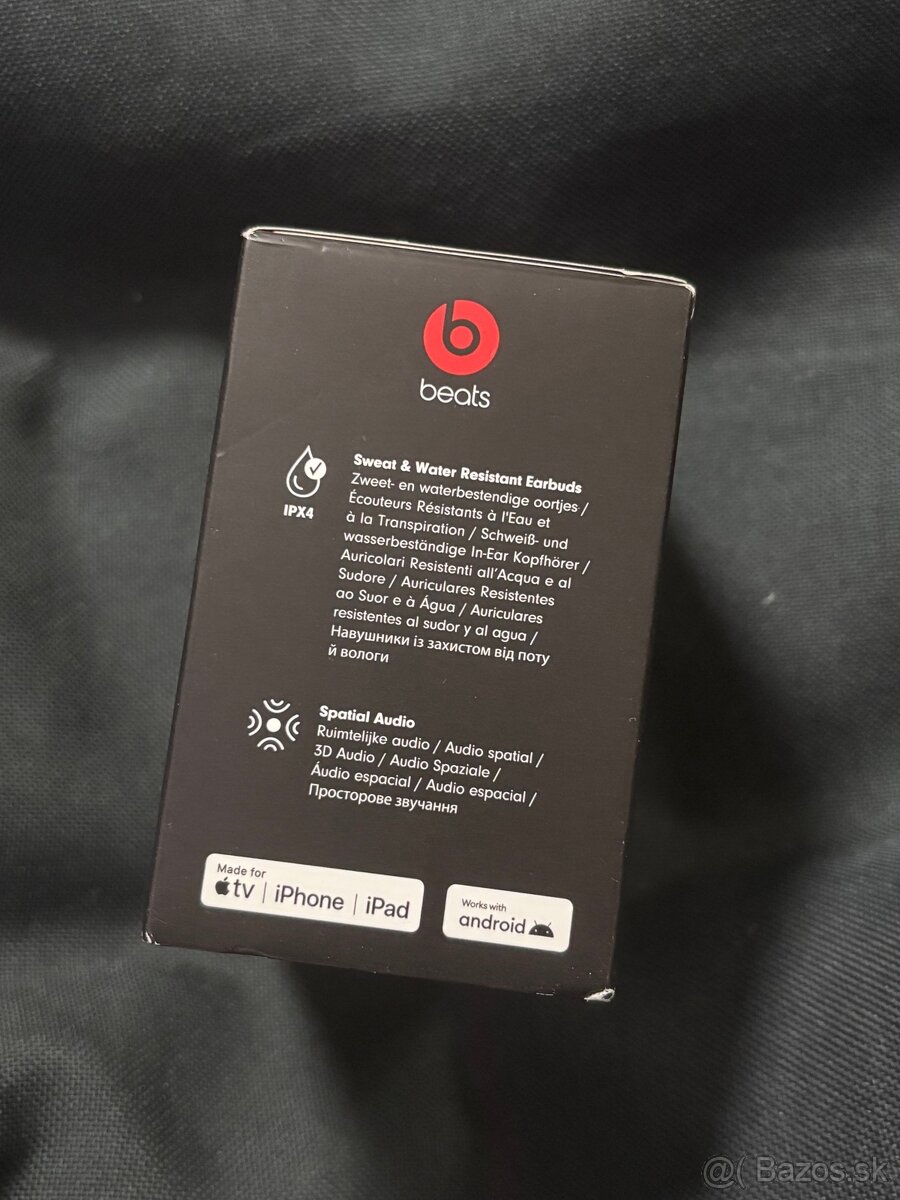 b
beats
Sweat & Water Resistant Earbuds
Zweet- en waterbestendige oortjes /
Écouteurs Résistants à l'Eau et
à la Transpiration / Schweiß- und
wasserbeständige In-Ear Kopfhörer /
Auricolari Resistenti all’Acqua e al
Sudore / Auriculares Resistentes
ao Suor e à Água / Auriculares
resistentes al sudor y al agua /
Навушники із захистом від поту
й вологи
IPX4
Spatial Audio
Ruimtelijke audio / Audio spatial /
3D Audio / Audio Spaziale /
Áudio espacial / Audio espacial /
Просторове звучання
Made for
tv | iPhone | iPad
Works with
android
@( Bazos.sk